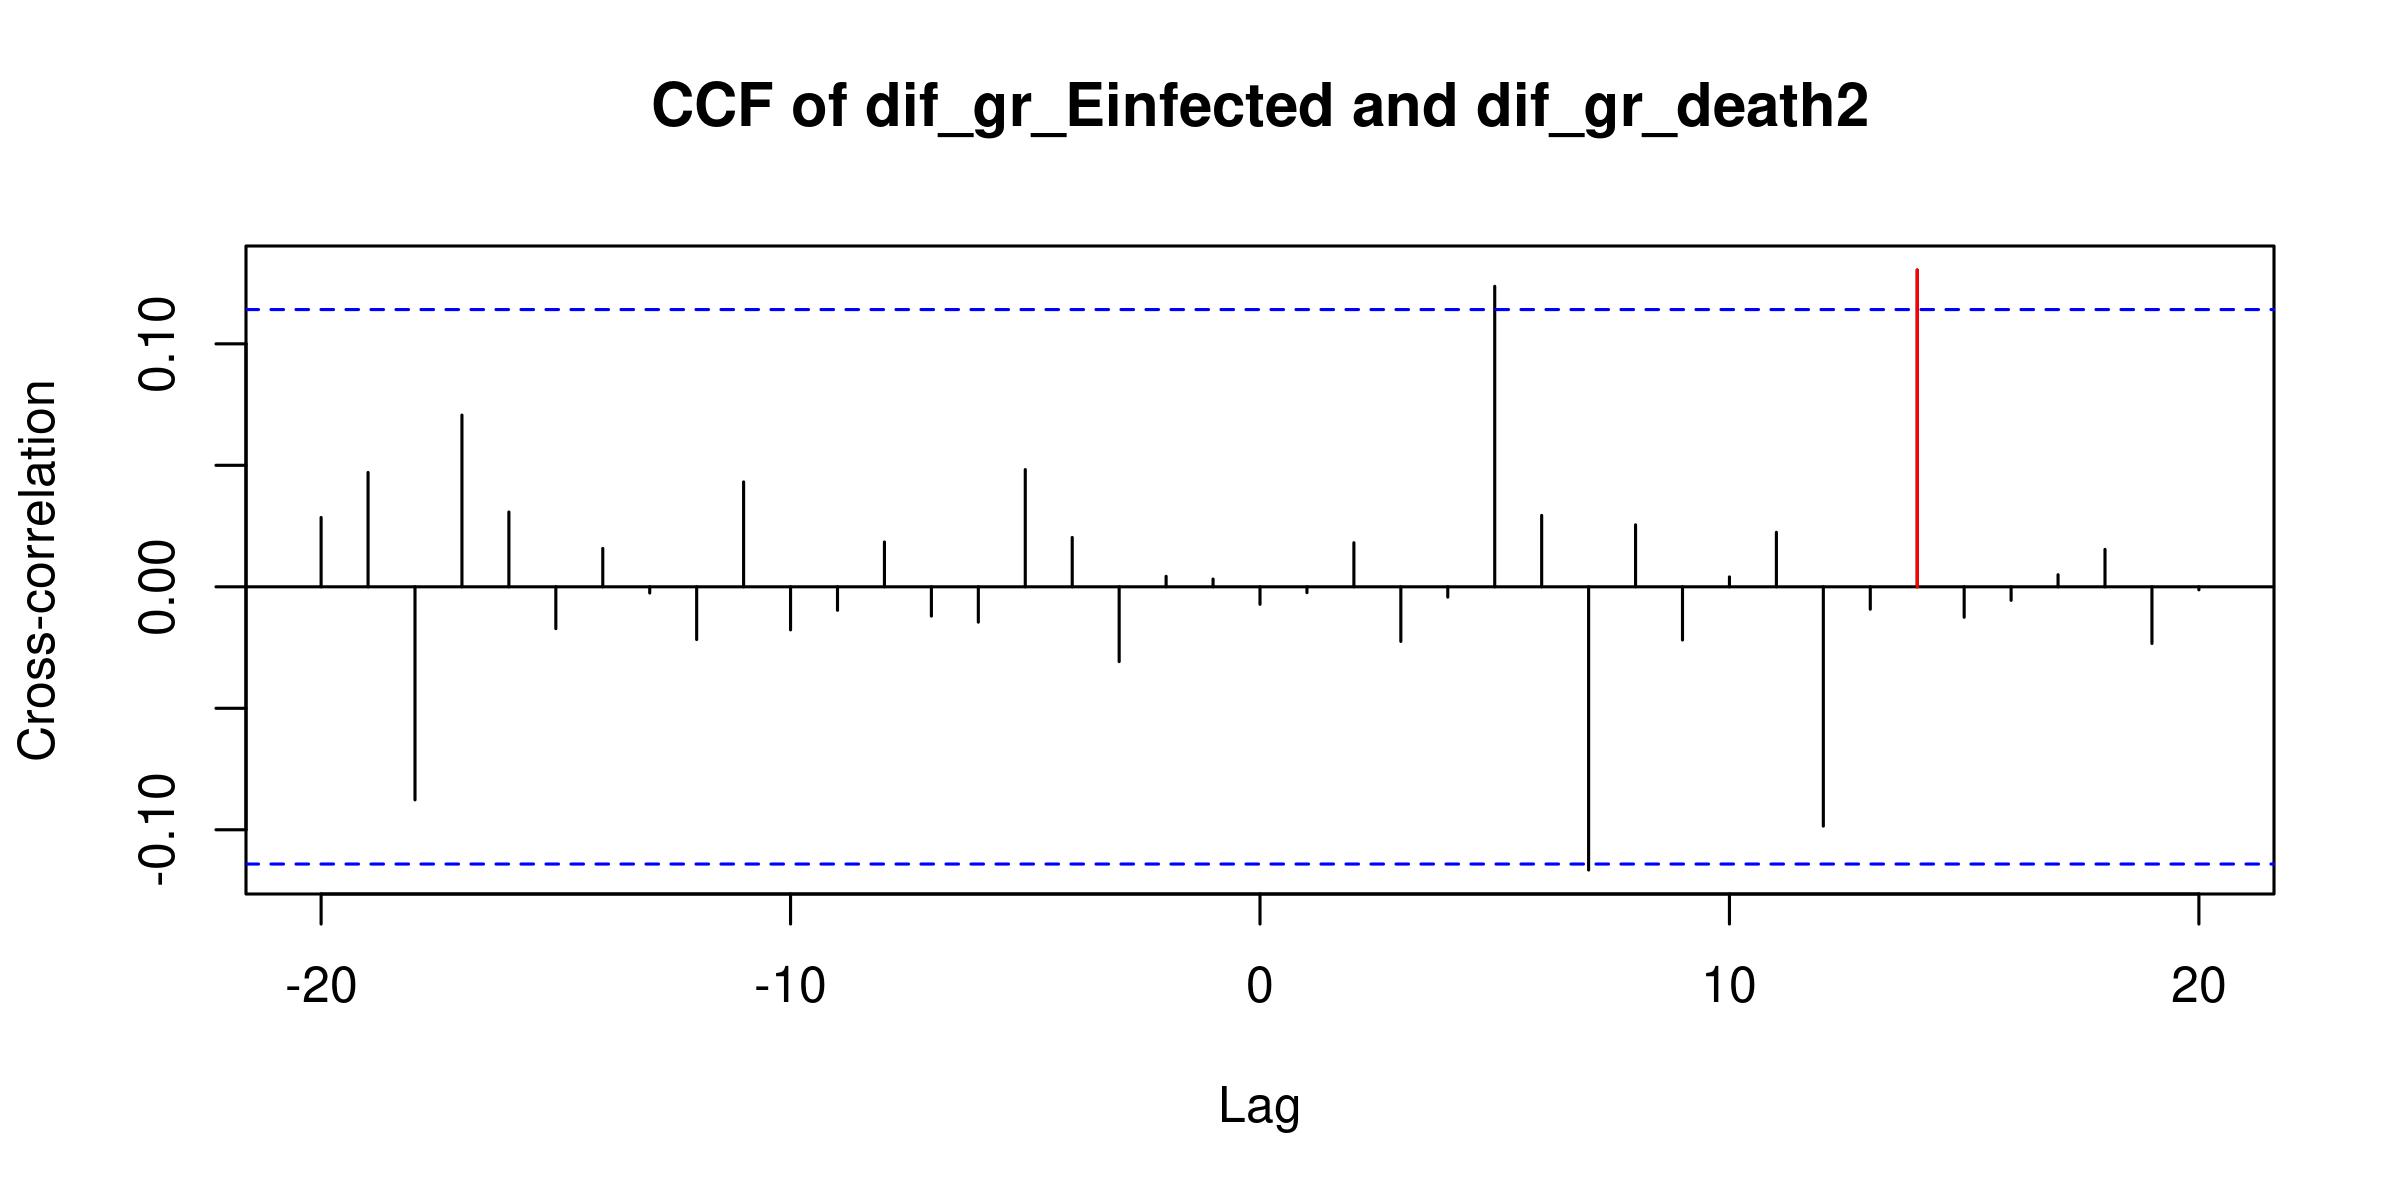 CCF of dif_gr_Einfected and dif_gr_death2
Cross-correlation
0.10
0.00
-0.10
-20
-10
0
10
20
Lag